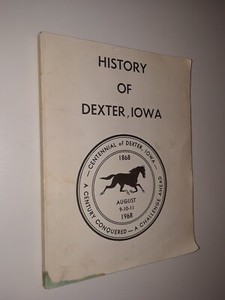 HISTORY
OF
DEXTER, IOWA
CENTENNIAL of DEXTER, IOWA
1868
AUGUST
9-10-11
1968
A CENTURY CONQUERED — A CHALLENGE AHEAD